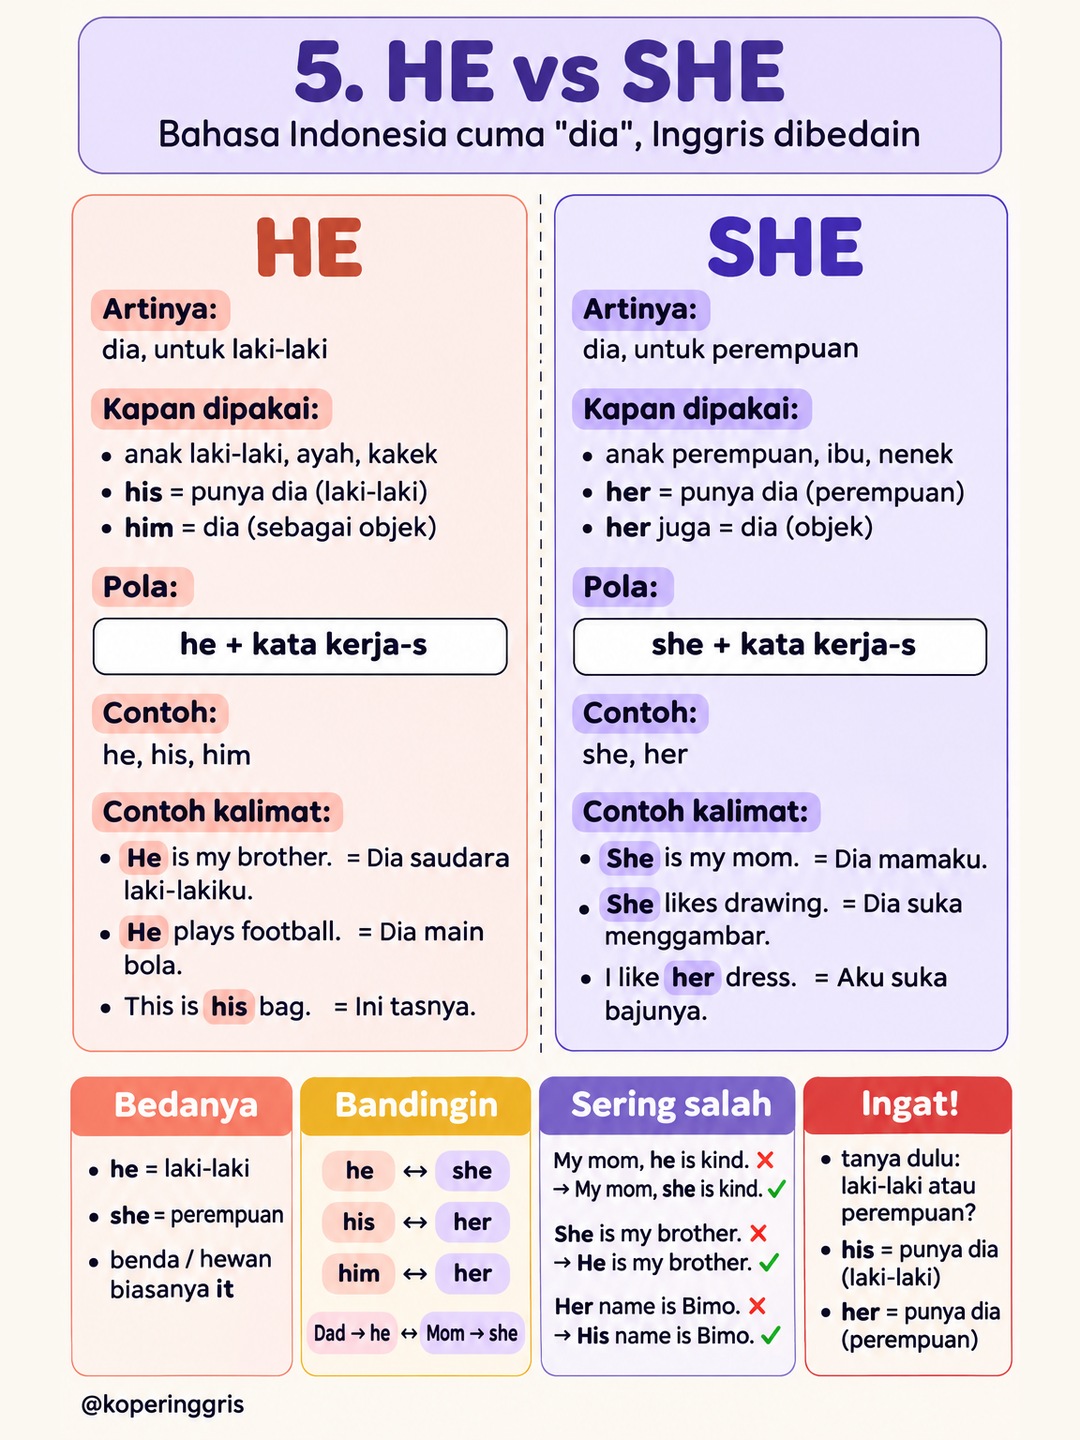 5. HE vs SHE
Bahasa Indonesia cuma "dia", Inggris dibedain
HE
Artinya:
dia, untuk laki-laki
Kapan dipakai:
• anak laki-laki, ayah, kakek
• his = punya dia (laki-laki)
• him = dia (sebagai objek)
Pola:
he + kata kerja-s
Contoh:
he, his, him
Contoh kalimat:
• He is my brother. = Dia saudara
laki-lakiku.
• He plays football. = Dia main
bola.
• This is his bag. = Ini tasnya.
SHE
Artinya:
dia, untuk perempuan
Kapan dipakai:
• anak perempuan, ibu, nenek
• her = punya dia (perempuan)
• her juga = dia (objek)
Pola:
she + kata kerja-s
Contoh:
she, her
Contoh kalimat:
• She is my mom. = Dia mamaku.
• She likes drawing. = Dia suka
menggambar.
• I like her dress. = Aku suka
bajunya.
Bedanya
• he = laki-laki
• she = perempuan
• benda / hewan
biasanya it
Bandingin
he ↔ she
his ↔ her
him ↔ her
Dad → he ↔ Mom → she
Sering salah
My mom, he is kind. ❌
→ My mom, she is kind. ✓
She is my brother. ❌
→ He is my brother. ✓
Her name is Bimo. ❌
→ His name is Bimo. ✓
Ingat!
• tanya dulu:
laki-laki atau
perempuan?
• his = punya dia
(laki-laki)
• her = punya dia
(perempuan)
@koperinggris